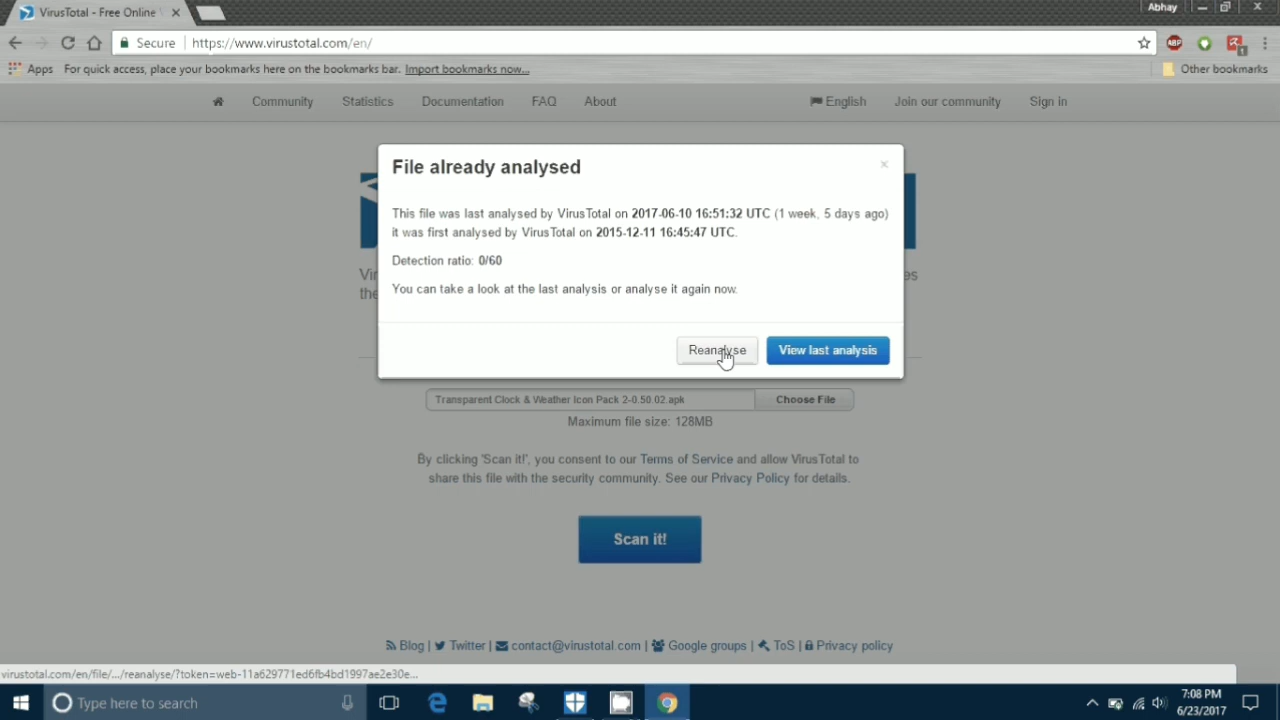 VirusTotal - Free Online
Abhay
Secure
https://www.virustotal.com/en/
ABP
1
Apps
For quick access, place your bookmarks here on the bookmarks bar. Import bookmarks now...
Other bookmarks
Community
Statistics
Documentation
FAQ
About
English
Join our community
Sign in
File already analysed
×
This file was last analysed by VirusTotal on 2017-06-10 16:51:32 UTC (1 week, 5 days ago)
it was first analysed by VirusTotal on 2015-12-11 16:45:47 UTC.
Detection ratio: 0/60
You can take a look at the last analysis or analyse it again now.
Reanalyse
View last analysis
Transparent Clock & Weather Icon Pack 2-0.50.02.apk
Choose File
Maximum file size: 128MB
By clicking 'Scan it!', you consent to our Terms of Service and allow VirusTotal to
share this file with the security community. See our Privacy Policy for details.
Scan it!
Blog | Twitter | contact@virustotal.com | Google groups | ToS | Privacy policy
virustotal.com/en/file/.../reanalyse/?token=web-11a629771ed6fb4bd1997ae2e30e...
Type here to search
7:08 PM
6/23/2017